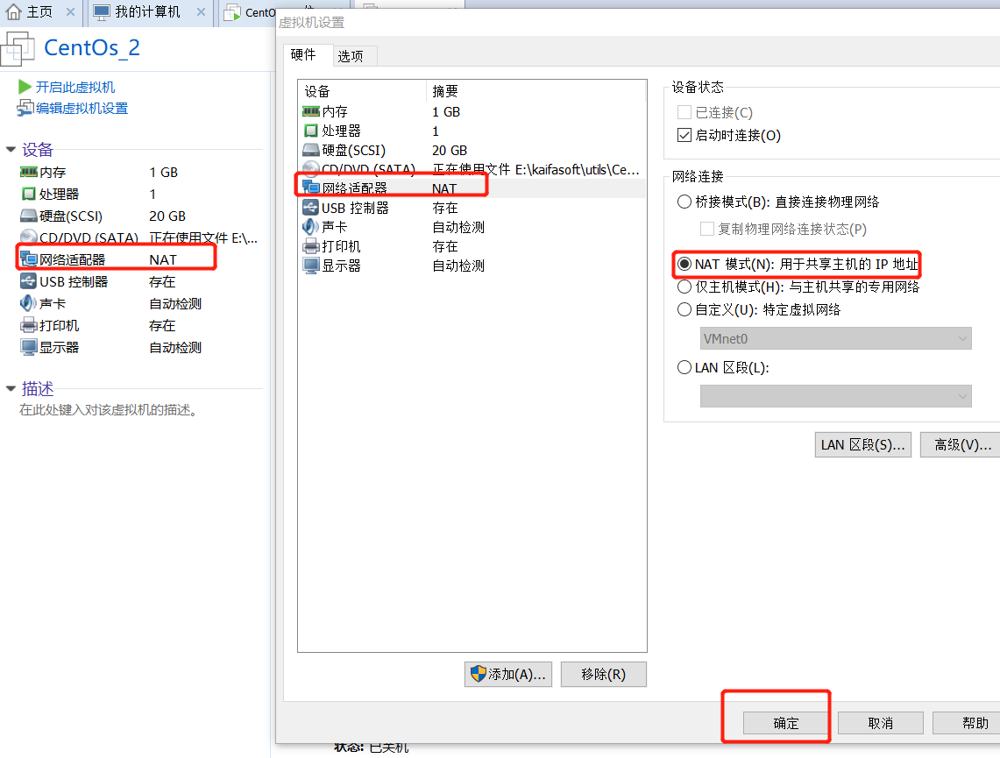 主页
我的计算机
CentO
CentOs_2
开启此虚拟机
编辑虚拟机设置
设备
内存 1 GB
处理器 1
硬盘(SCSI) 20 GB
CD/DVD (SATA) 正在使用文件 E:\...
网络适配器 NAT
USB 控制器 存在
声卡 自动检测
打印机 存在
显示器 自动检测
描述
在此处键入对该虚拟机的描述。
虚拟机设置
硬件 选项
设备 摘要
内存 1 GB
处理器 1
硬盘(SCSI) 20 GB
CD/DVD (SATA) 正在使用文件 E:\kaifasoft\utils\Ce...
网络适配器 NAT
USB 控制器 存在
声卡 自动检测
打印机 存在
显示器 自动检测
添加(A)... 移除(R)
设备状态
已连接(C)
启动时连接(O)
网络连接
桥接模式(B): 直接连接物理网络
复制物理网络连接状态(P)
NAT 模式(N): 用于共享主机的 IP 地址
仅主机模式(H): 与主机共享的专用网络
自定义(U): 特定虚拟网络
VMnet0
LAN 区段(L):
LAN 区段(S)... 高级(V)...
确定 取消 帮助
状态: 已关机